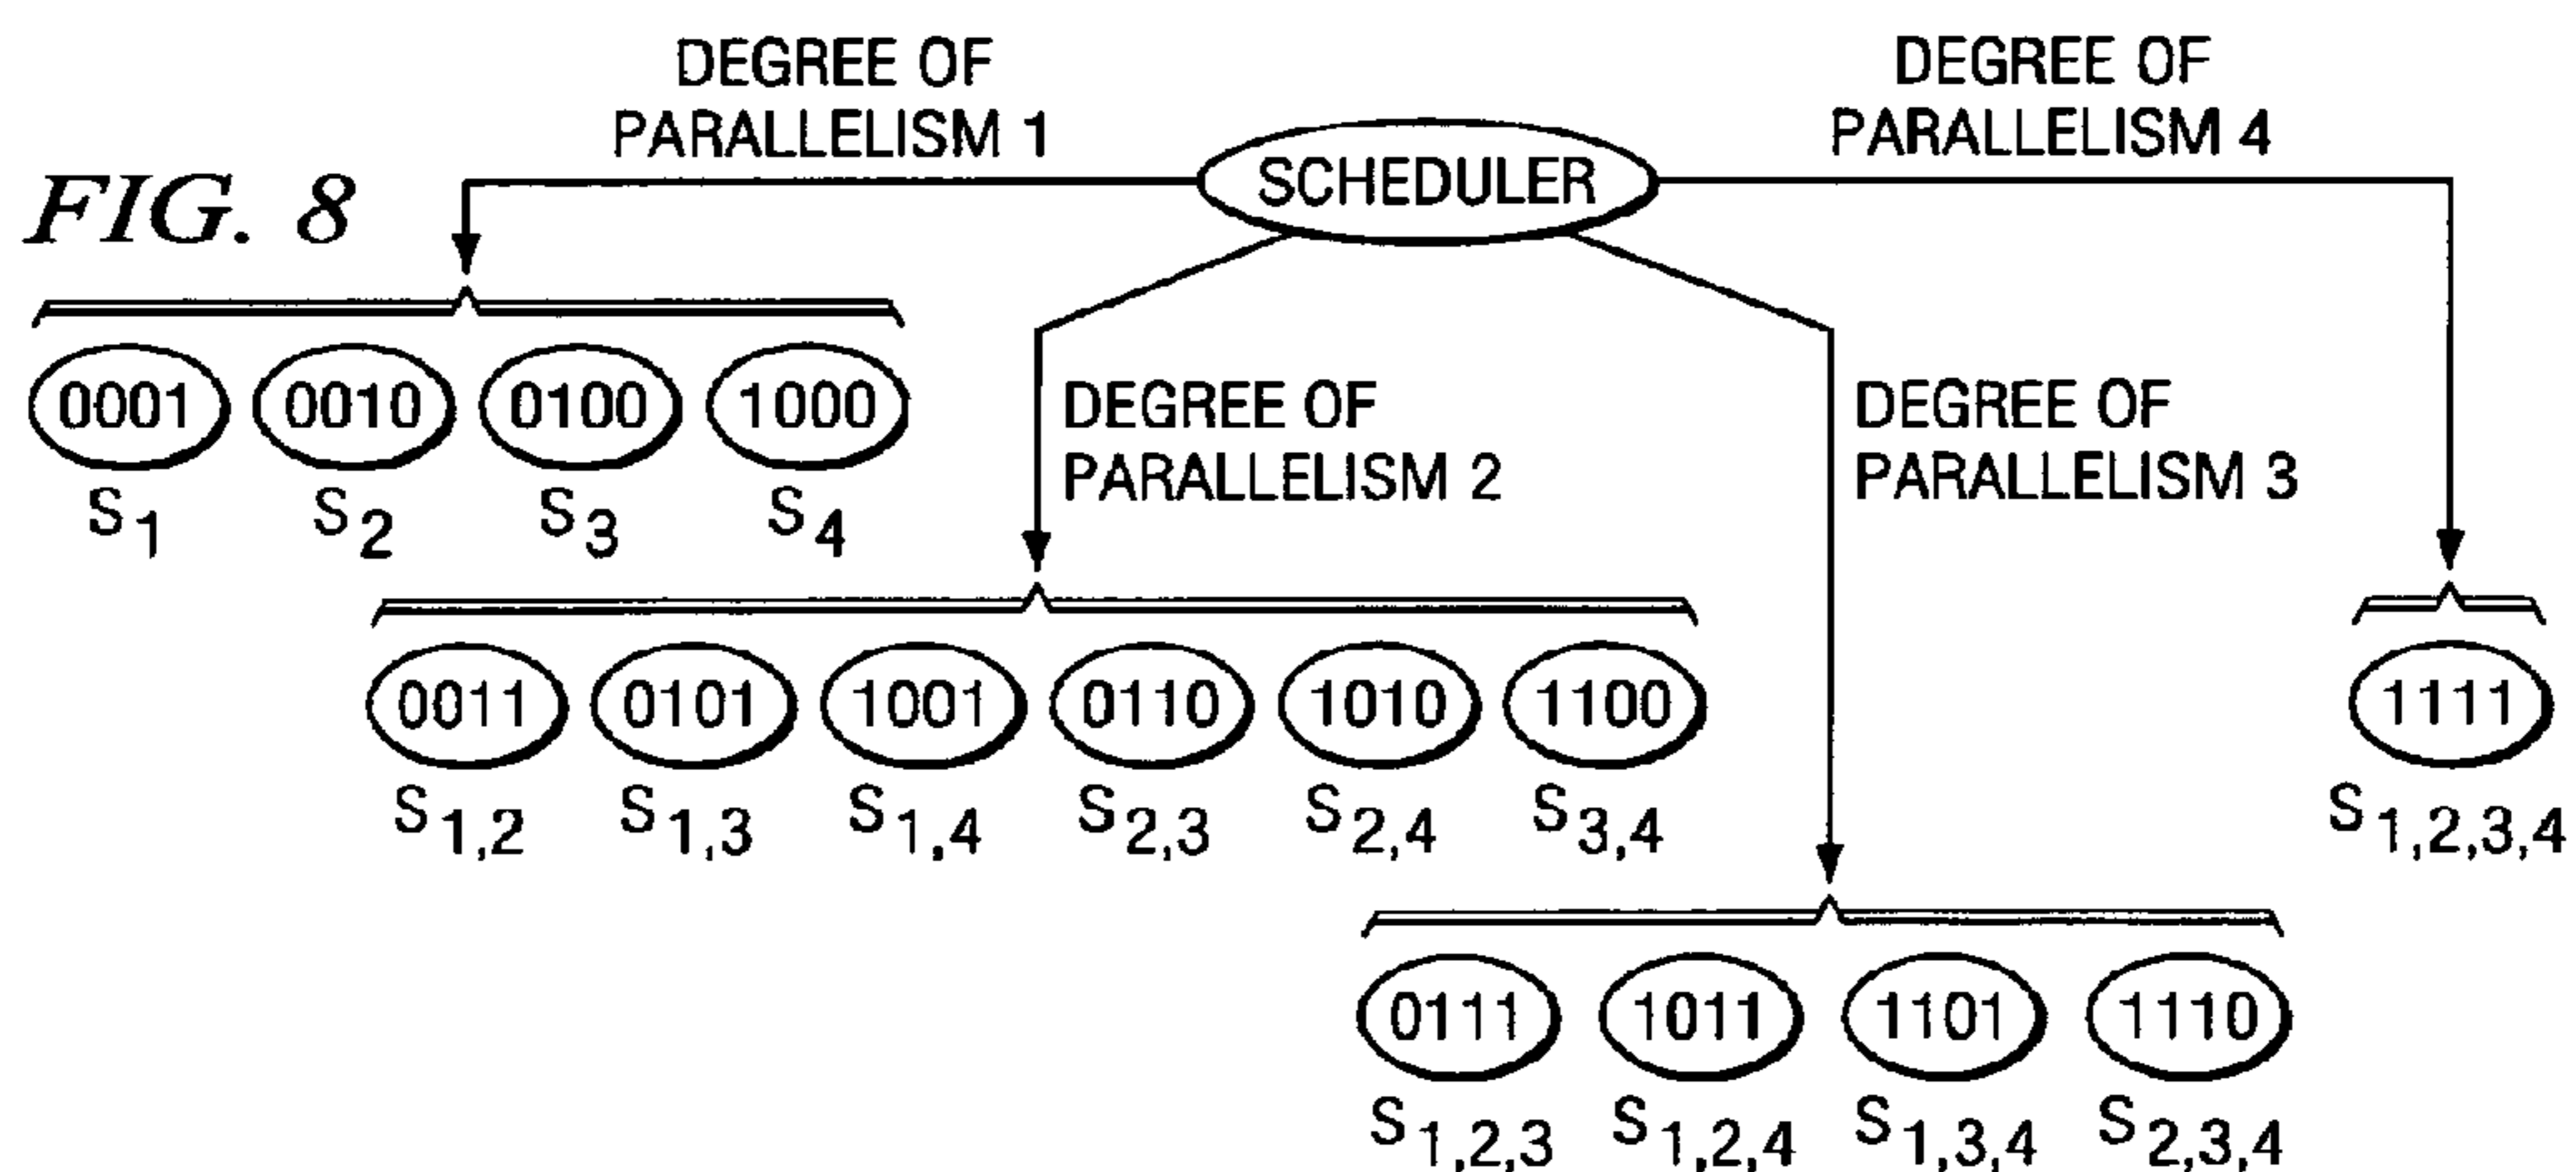 DEGREE OF
PARALLELISM 1
DEGREE OF
PARALLELISM 4
SCHEDULER
FIG. 8
0001 0010 0100 1000
S1 S2 S3 S4
DEGREE OF
PARALLELISM 2
DEGREE OF
PARALLELISM 3
0011 0101 1001 0110 1010 1100
S1,2 S1,3 S1,4 S2,3 S2,4 S3,4
1111
S1,2,3,4
0111 1011 1101 1110
S1,2,3 S1,2,4 S1,3,4 S2,3,4